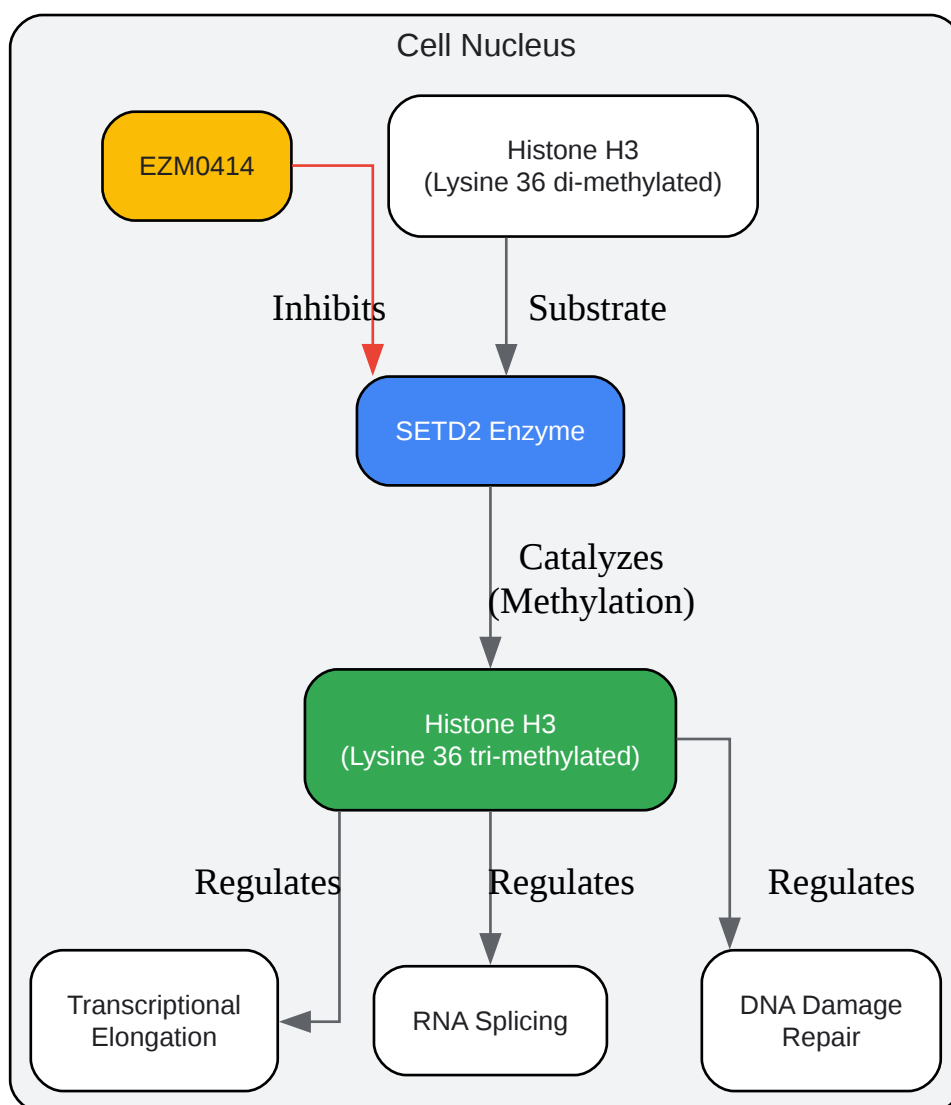 Cell Nucleus
EZM0414
Histone H3
(Lysine 36 di-methylated)
Inhibits
Substrate
SETD2 Enzyme
Catalyzes
(Methylation)
Histone H3
(Lysine 36 tri-methylated)
Regulates
Regulates
Regulates
Transcriptional
Elongation
RNA Splicing
DNA Damage
Repair